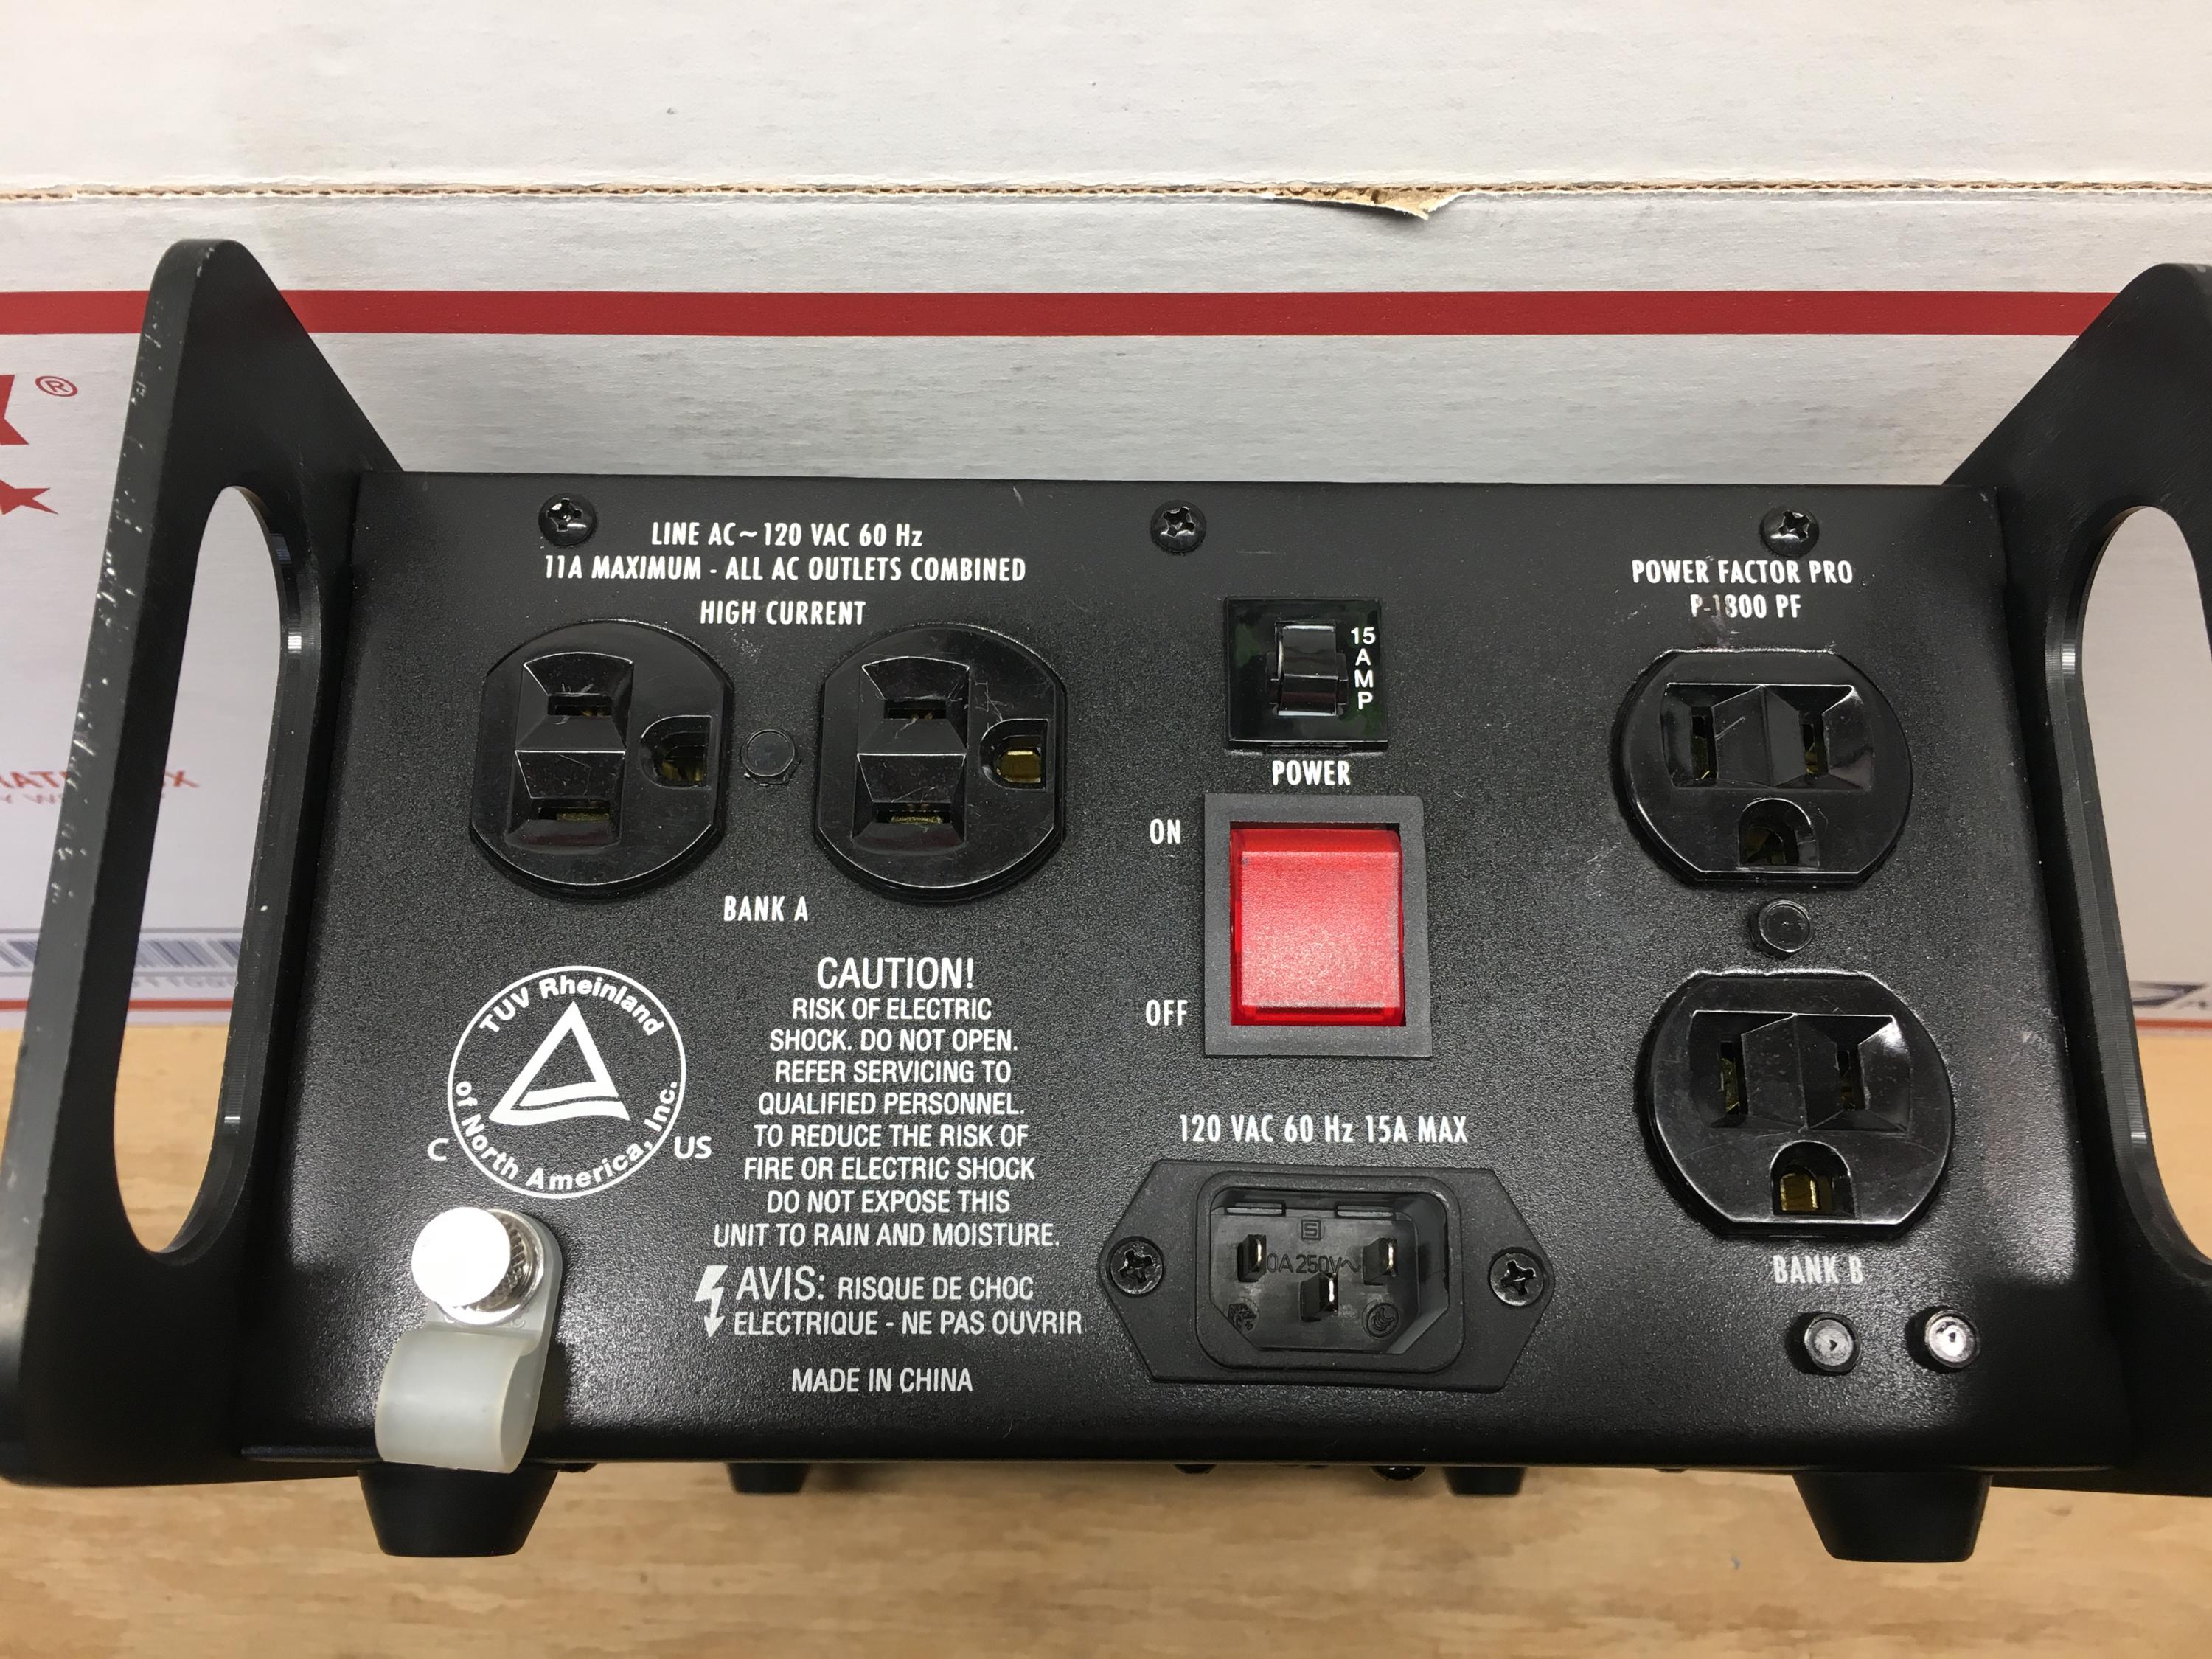 LINE AC~120 VAC 60 Hz
11A MAXIMUM - ALL AC OUTLETS COMBINED
HIGH CURRENT
BANK A
15
A
M
P
POWER
ON
OFF
120 VAC 60 Hz 15A MAX
POWER FACTOR PRO
P-1800 PF
BANK B
TUV Rheinland
of North America, Inc.
C US
CAUTION!
RISK OF ELECTRIC
SHOCK. DO NOT OPEN.
REFER SERVICING TO
QUALIFIED PERSONNEL.
TO REDUCE THE RISK OF
FIRE OR ELECTRIC SHOCK
DO NOT EXPOSE THIS
UNIT TO RAIN AND MOISTURE.
AVIS: RISQUE DE CHOC
ELECTRIQUE - NE PAS OUVRIR
MADE IN CHINA
250V~
®